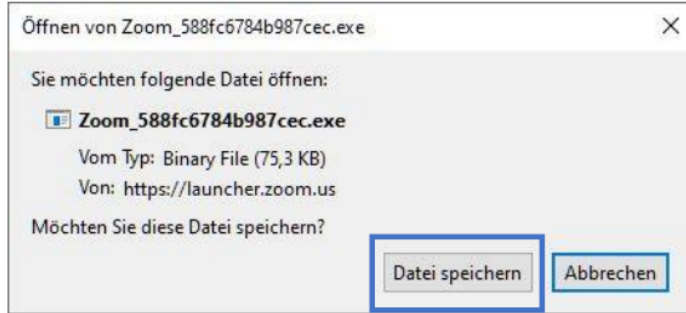 Öffnen von Zoom_588fc6784b987cec.exe
Sie möchten folgende Datei öffnen:
Zoom_588fc6784b987cec.exe
Vom Typ: Binary File (75,3 KB)
Von: https://launcher.zoom.us
Möchten Sie diese Datei speichern?
Datei speichern Abbrechen